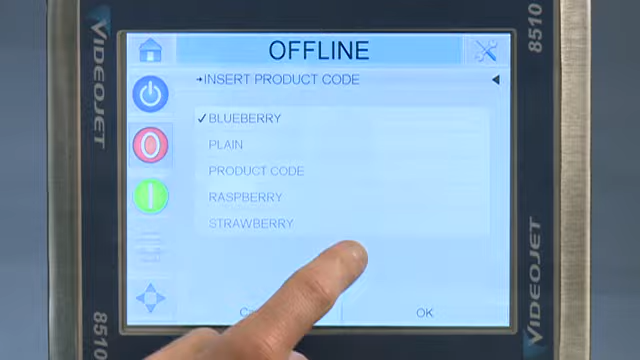 OFFLINE
→INSERT PRODUCT CODE
✓BLUEBERRY
PLAIN
PRODUCT CODE
RASPBERRY
STRAWBERRY
OK
VIDEOJET
8510
8510
VIDEOJET